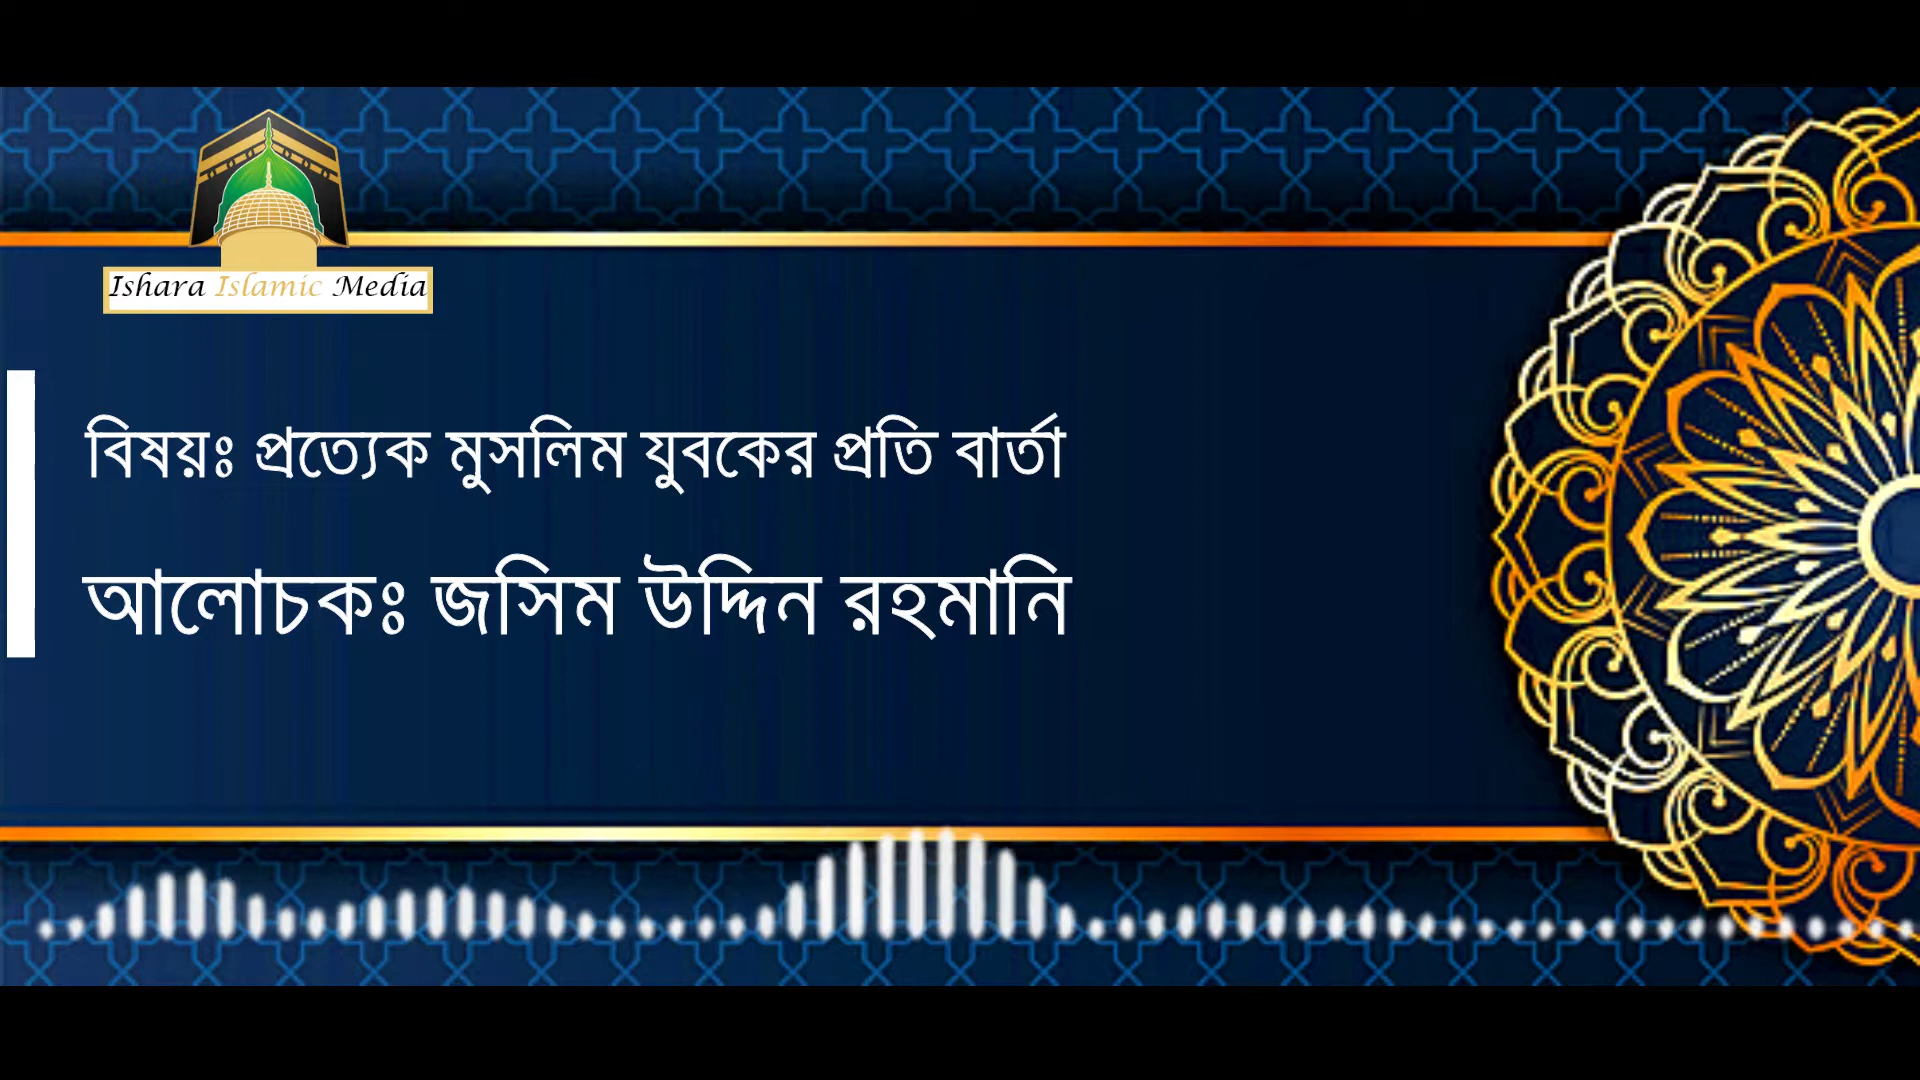 Ishara Islamic Media
বিষয়ঃ প্রত্যেক মুসলিম যুবকের প্রতি বার্তা
আলোচকঃ জসিম উদ্দিন রহমানি